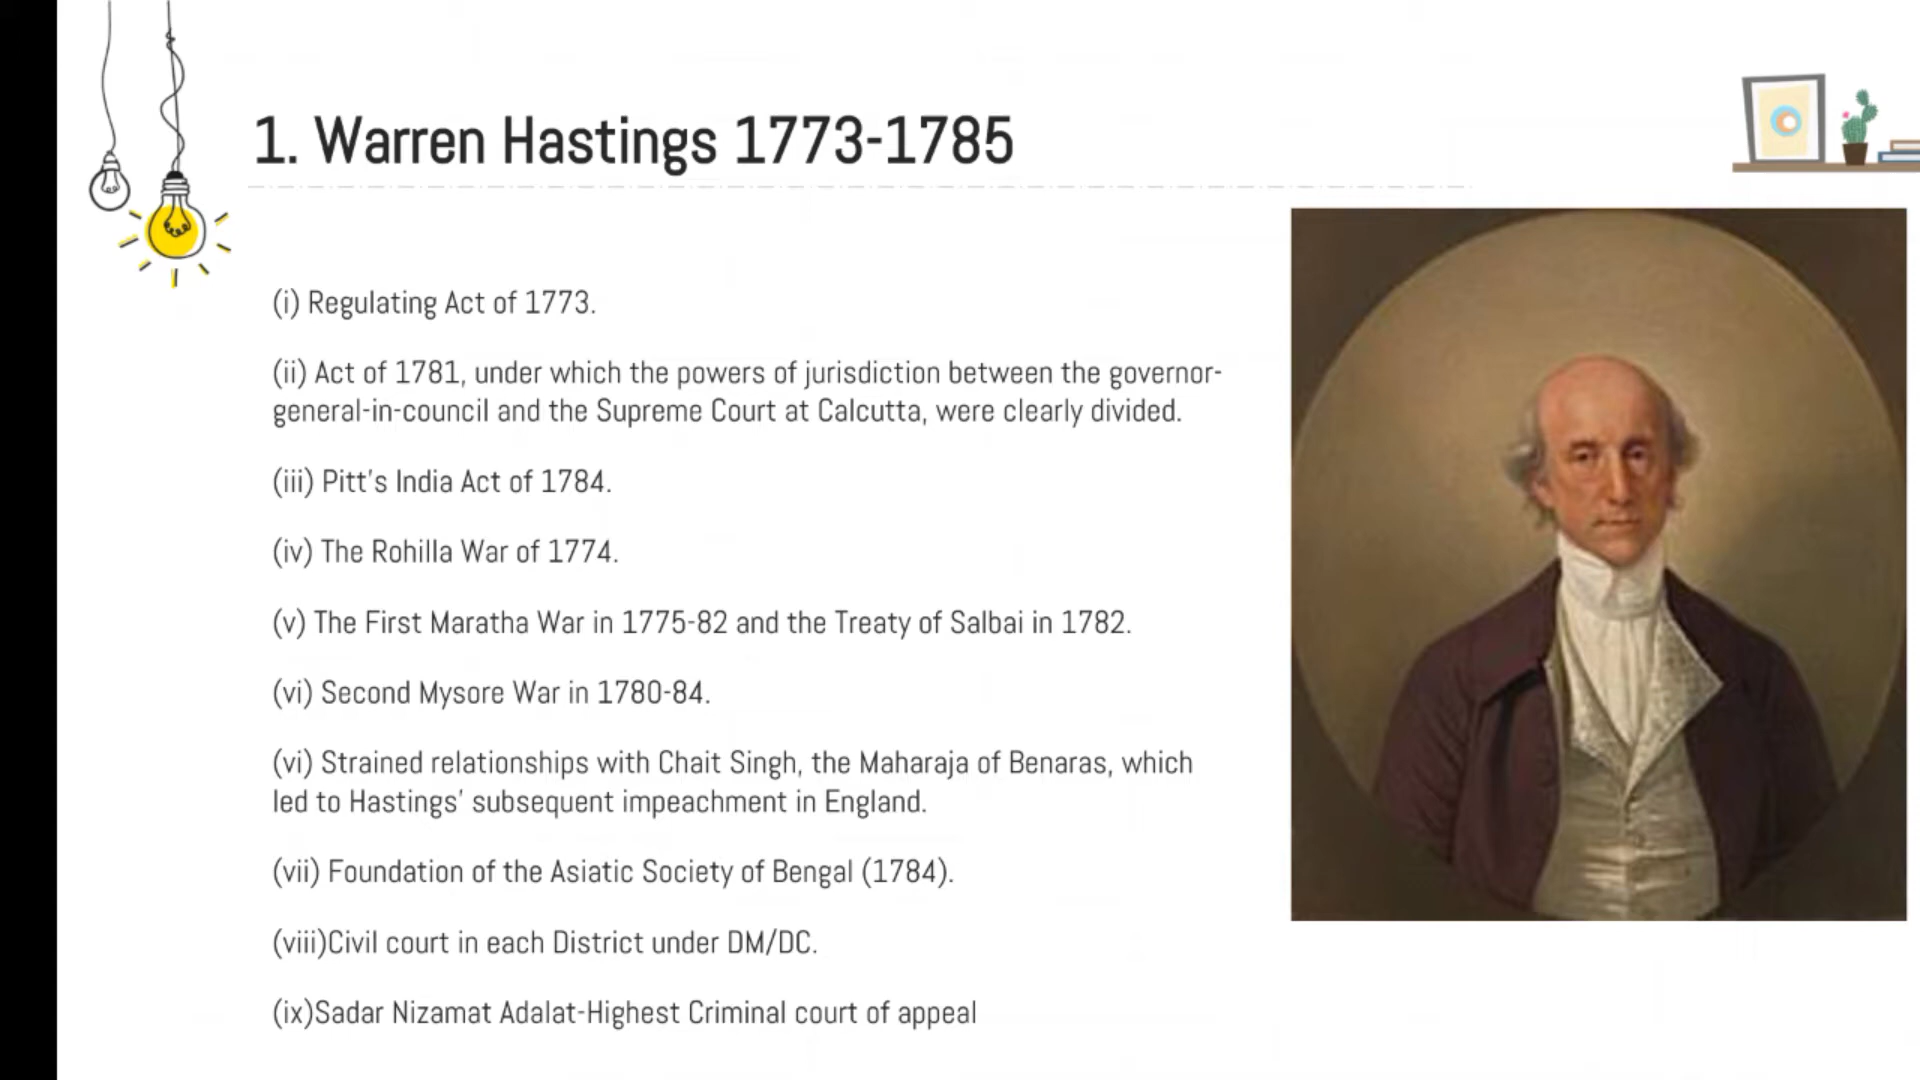 1. Warren Hastings 1773-1785
(i) Regulating Act of 1773.
(ii) Act of 1781, under which the powers of jurisdiction between the governor-
general-in-council and the Supreme Court at Calcutta, were clearly divided.
(iii) Pitt's India Act of 1784.
(iv) The Rohilla War of 1774.
(v) The First Maratha War in 1775-82 and the Treaty of Salbai in 1782.
(vi) Second Mysore War in 1780-84.
(vi) Strained relationships with Chait Singh, the Maharaja of Benaras, which
led to Hastings' subsequent impeachment in England.
(vii) Foundation of the Asiatic Society of Bengal (1784).
(viii)Civil court in each District under DM/DC.
(ix)Sadar Nizamat Adalat-Highest Criminal court of appeal